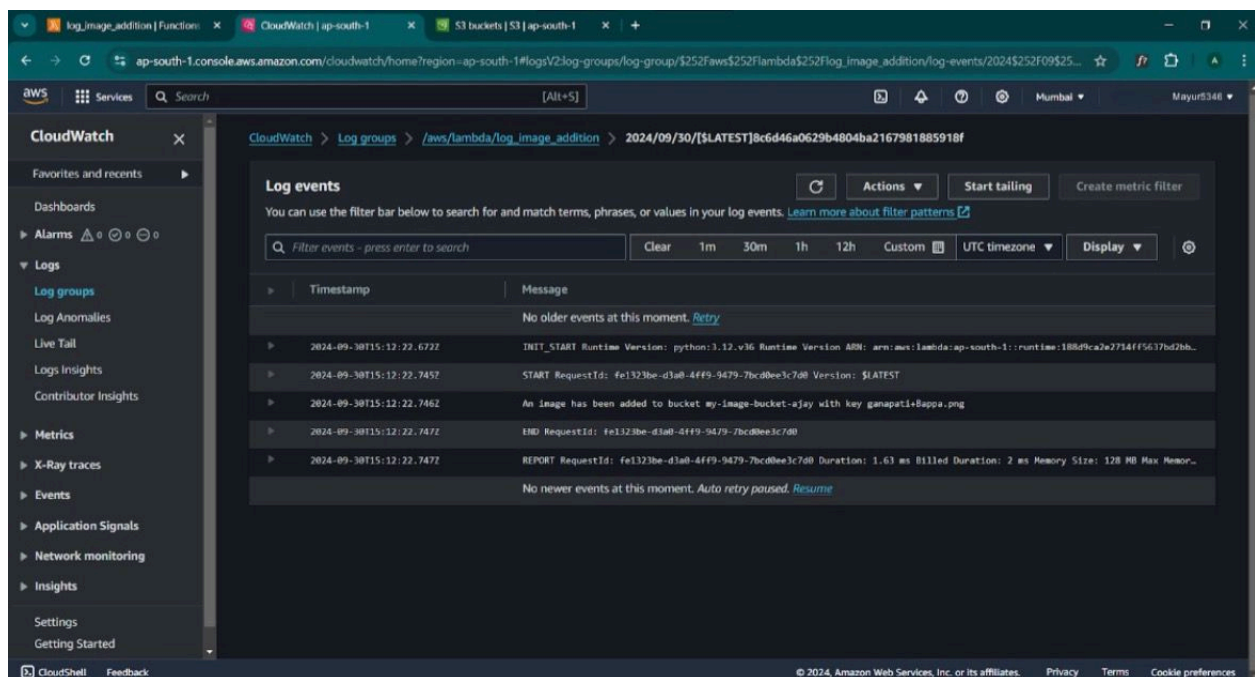 log_image_addition | Functions
CloudWatch | ap-south-1
S3 buckets | S3 | ap-south-1
ap-south-1.console.aws.amazon.com/cloudwatch/home?region=ap-south-1#logsV2:log-groups/log-group/$252Faws$252Flambda$252Flog_image_addition/log-events/2024$252F09$25...
aws Services Search [Alt+S] Mumbai Mayur5346
CloudWatch
CloudWatch > Log groups > /aws/lambda/log_image_addition > 2024/09/30/[$LATEST]8c6d46a0629b4804ba2167981885918f
Favorites and recents
Dashboards
Alarms 0 0 0
Logs
Log groups
Log Anomalies
Live Tail
Logs Insights
Contributor Insights
Metrics
X-Ray traces
Events
Application Signals
Network monitoring
Insights
Settings
Getting Started
Log events
Actions Start tailing Create metric filter
You can use the filter bar below to search for and match terms, phrases, or values in your log events. Learn more about filter patterns
Filter events - press enter to search
Clear 1m 30m 1h 12h Custom UTC timezone Display
Timestamp Message
No older events at this moment. Retry
2024-09-30T15:12:22.672Z INIT_START Runtime Version: python:3.12.v36 Runtime Version ARN: arn:aws:lambda:ap-south-1::runtime:188d9ca2e2714ff5637bd2bb…
2024-09-30T15:12:22.745Z START RequestId: fe1323be-d3a0-4ff9-9479-7bcd0ee3c7d0 Version: $LATEST
2024-09-30T15:12:22.746Z An image has been added to bucket my-image-bucket-ajay with key ganapati+Bappa.png
2024-09-30T15:12:22.747Z END RequestId: fe1323be-d3a0-4ff9-9479-7bcd0ee3c7d0
2024-09-30T15:12:22.747Z REPORT RequestId: fe1323be-d3a0-4ff9-9479-7bcd0ee3c7d0 Duration: 1.63 ms Billed Duration: 2 ms Memory Size: 128 MB Max Memor…
No newer events at this moment. Auto retry paused. Resume
CloudShell Feedback © 2024, Amazon Web Services, Inc. or its affiliates. Privacy Terms Cookie preferences